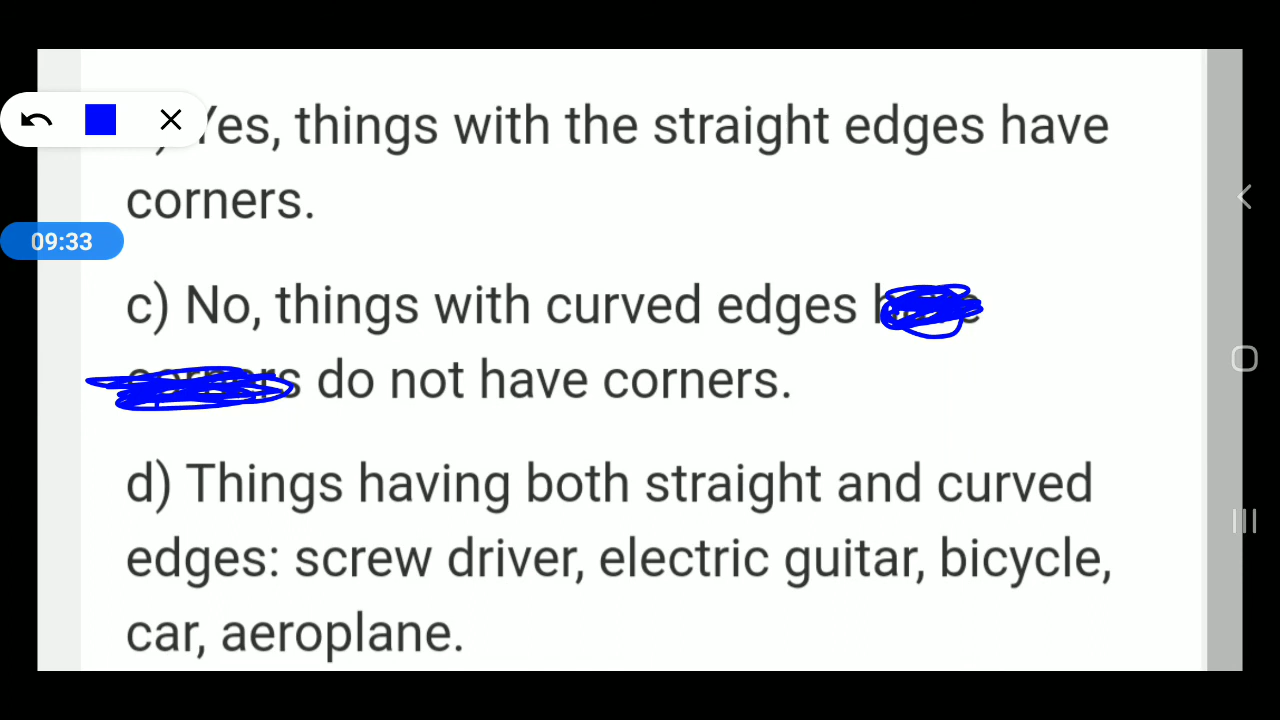 Yes, things with the straight edges have
corners.
09:33
c) No, things with curved edges
do not have corners.
d) Things having both straight and curved
edges: screw driver, electric guitar, bicycle,
car, aeroplane.